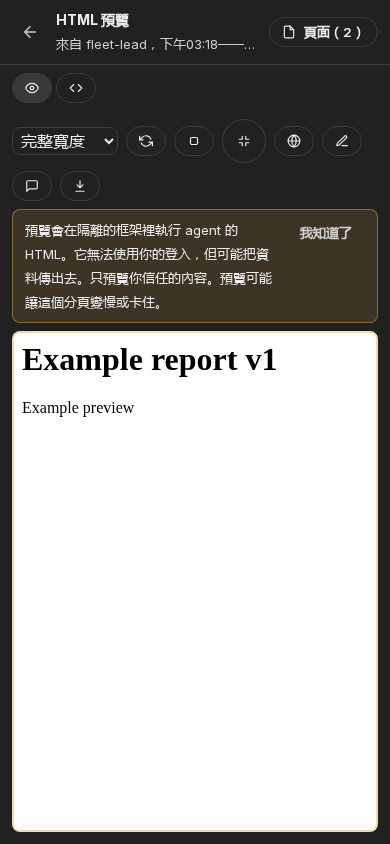 HTML 預覽
來自 fleet-lead，下午03:18——…
頁面（2）
完整寬度
預覽會在隔離的框架裡執行 agent 的
HTML。它無法使用你的登入，但可能把資
料傳出去。只預覽你信任的內容。預覽可能
讓這個分頁變慢或卡住。
我知道了
Example report v1
Example preview